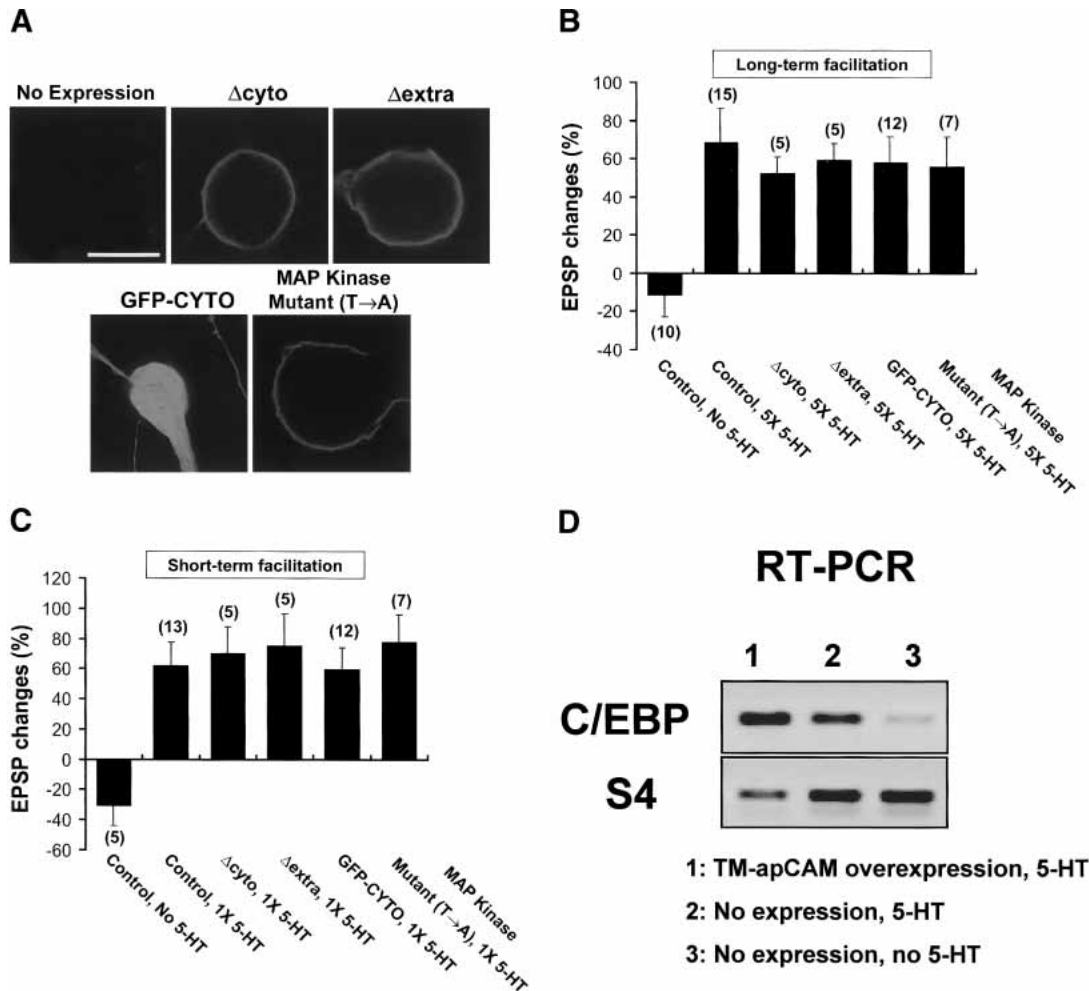 A
No Expression
Δcyto
Δextra
GFP-CYTO
MAP Kinase
Mutant (T→A)
B
Long-term facilitation
EPSP changes (%)
100
80
60
40
20
0
-20
-40
(10)
(15)
(5)
(5)
(12)
(7)
Control, No 5-HT
Control, 5X 5-HT
Δcyto, 5X 5-HT
Δextra, 5X 5-HT
GFP-CYTO, 5X 5-HT
MAP Kinase
Mutant (T→A), 5X 5-HT
C
Short-term facilitation
EPSP changes (%)
120
100
80
60
40
20
0
-20
-40
-60
(5)
(13)
(5)
(5)
(12)
(7)
Control, No 5-HT
Control, 1X 5-HT
Δcyto, 1X 5-HT
Δextra, 1X 5-HT
GFP-CYTO, 1X 5-HT
MAP Kinase
Mutant (T→A), 1X 5-HT
D
RT-PCR
1 2 3
C/EBP
S4
1: TM-apCAM overexpression, 5-HT
2: No expression, 5-HT
3: No expression, no 5-HT